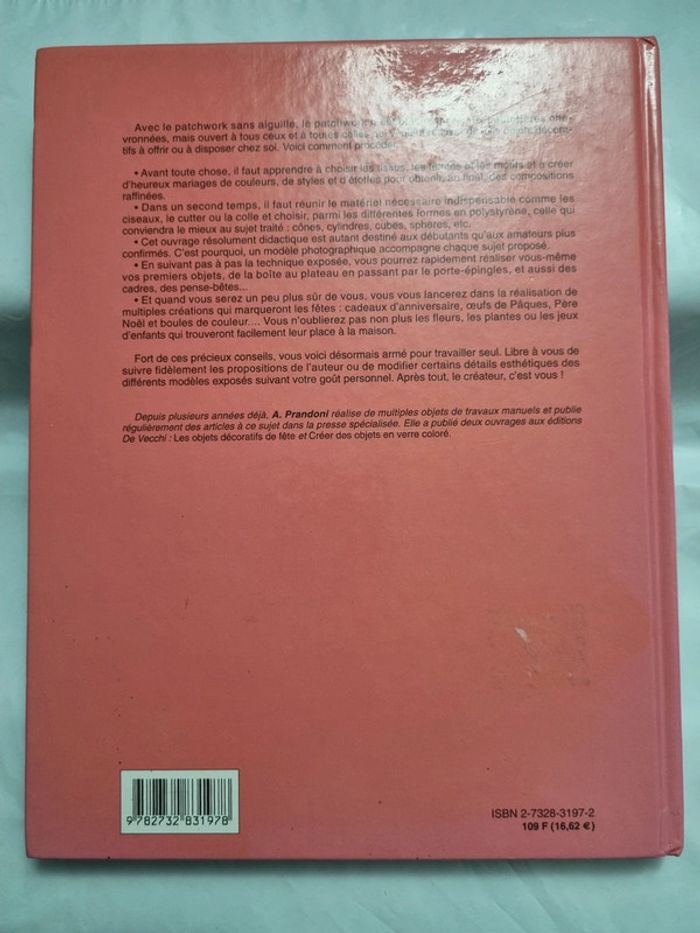 Avec le patchwork sans aiguille, le patchwork n'est
vronnées, mais ouvert à tous ceux et à toutes celles qui
tifs à offrir ou à disposer chez soi. Voici comment procéder.
• Avant toute chose, il faut apprendre à choisir les tissus, les teintes et les motifs et à créer
d'heureux mariages de couleurs, de styles et d'étoffes pour obtenir, au final, des compositions
raffinées.
• Dans un second temps, il faut réunir le matériel nécessaire indispensable comme les
ciseaux, le cutter ou la colle et choisir, parmi les différentes formes en polystyrène, celle qui
conviendra le mieux au sujet traité : cônes, cylindres, cubes, sphères, etc.
• Cet ouvrage résolument didactique est autant destiné aux débutants qu'aux amateurs plus
confirmés. C'est pourquoi, un modèle photographique accompagne chaque sujet proposé.
• En suivant pas à pas la technique exposée, vous pourrez rapidement réaliser vous-même
vos premiers objets, de la boîte au plateau en passant par le porte-épingles, et aussi des
cadres, des pense-bêtes...
• Et quand vous serez un peu plus sûr de vous, vous vous lancerez dans la réalisation de
multiples créations qui marqueront les fêtes : cadeaux d'anniversaire, œufs de Pâques, Père
Noël et boules de couleur.... Vous n'oublierez pas non plus les fleurs, les plantes ou les jeux
d'enfants qui trouveront facilement leur place à la maison.
Fort de ces précieux conseils, vous voici désormais armé pour travailler seul. Libre à vous de
suivre fidèlement les propositions de l'auteur ou de modifier certains détails esthétiques des
différents modèles exposés suivant votre goût personnel. Après tout, le créateur, c'est vous !
Depuis plusieurs années déjà, A. Prandoni réalise de multiples objets de travaux manuels et publie
régulièrement des articles à ce sujet dans la presse spécialisée. Elle a publié deux ouvrages aux éditions
De Vecchi : Les objets décoratifs de fête et Créer des objets en verre coloré.
9 782732 831978
ISBN 2-7328-3197-2
109 F (16,62 €)